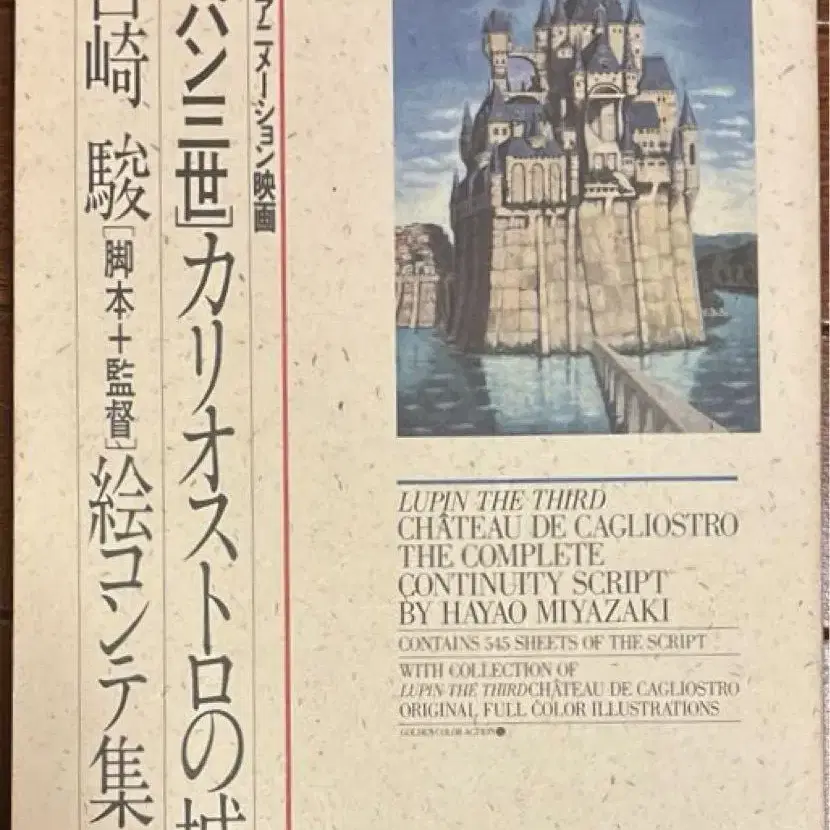 アニメーション映画
パン三世］カリオストロの城
宮崎 駿［脚本＋監督］絵コンテ集
LUPIN THE THIRD
CHÂTEAU DE CAGLIOSTRO
THE COMPLETE
CONTINUITY SCRIPT
BY HAYAO MIYAZAKI
CONTAINS 545 SHEETS OF THE SCRIPT
WITH COLLECTION OF
LUPIN THE THIRD CHÂTEAU DE CAGLIOSTRO
ORIGINAL FULL COLOR ILLUSTRATIONS